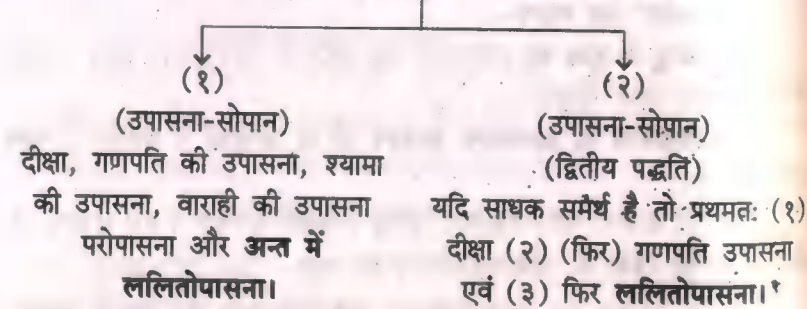 (१)
(उपासना-सोपान)
दीक्षा, गणपति की उपासना, श्यामा
की उपासना, वाराही की उपासना
परोपासना और अन्त में
ललितोपासना।
(२)
(उपासना-सोपान)
(द्वितीय पद्धति)
यदि साधक समर्थ है तो प्रथमतः (१)
दीक्षा (२) (फिर) गणपति उपासना
एवं (३) फिर ललितोपासना।१